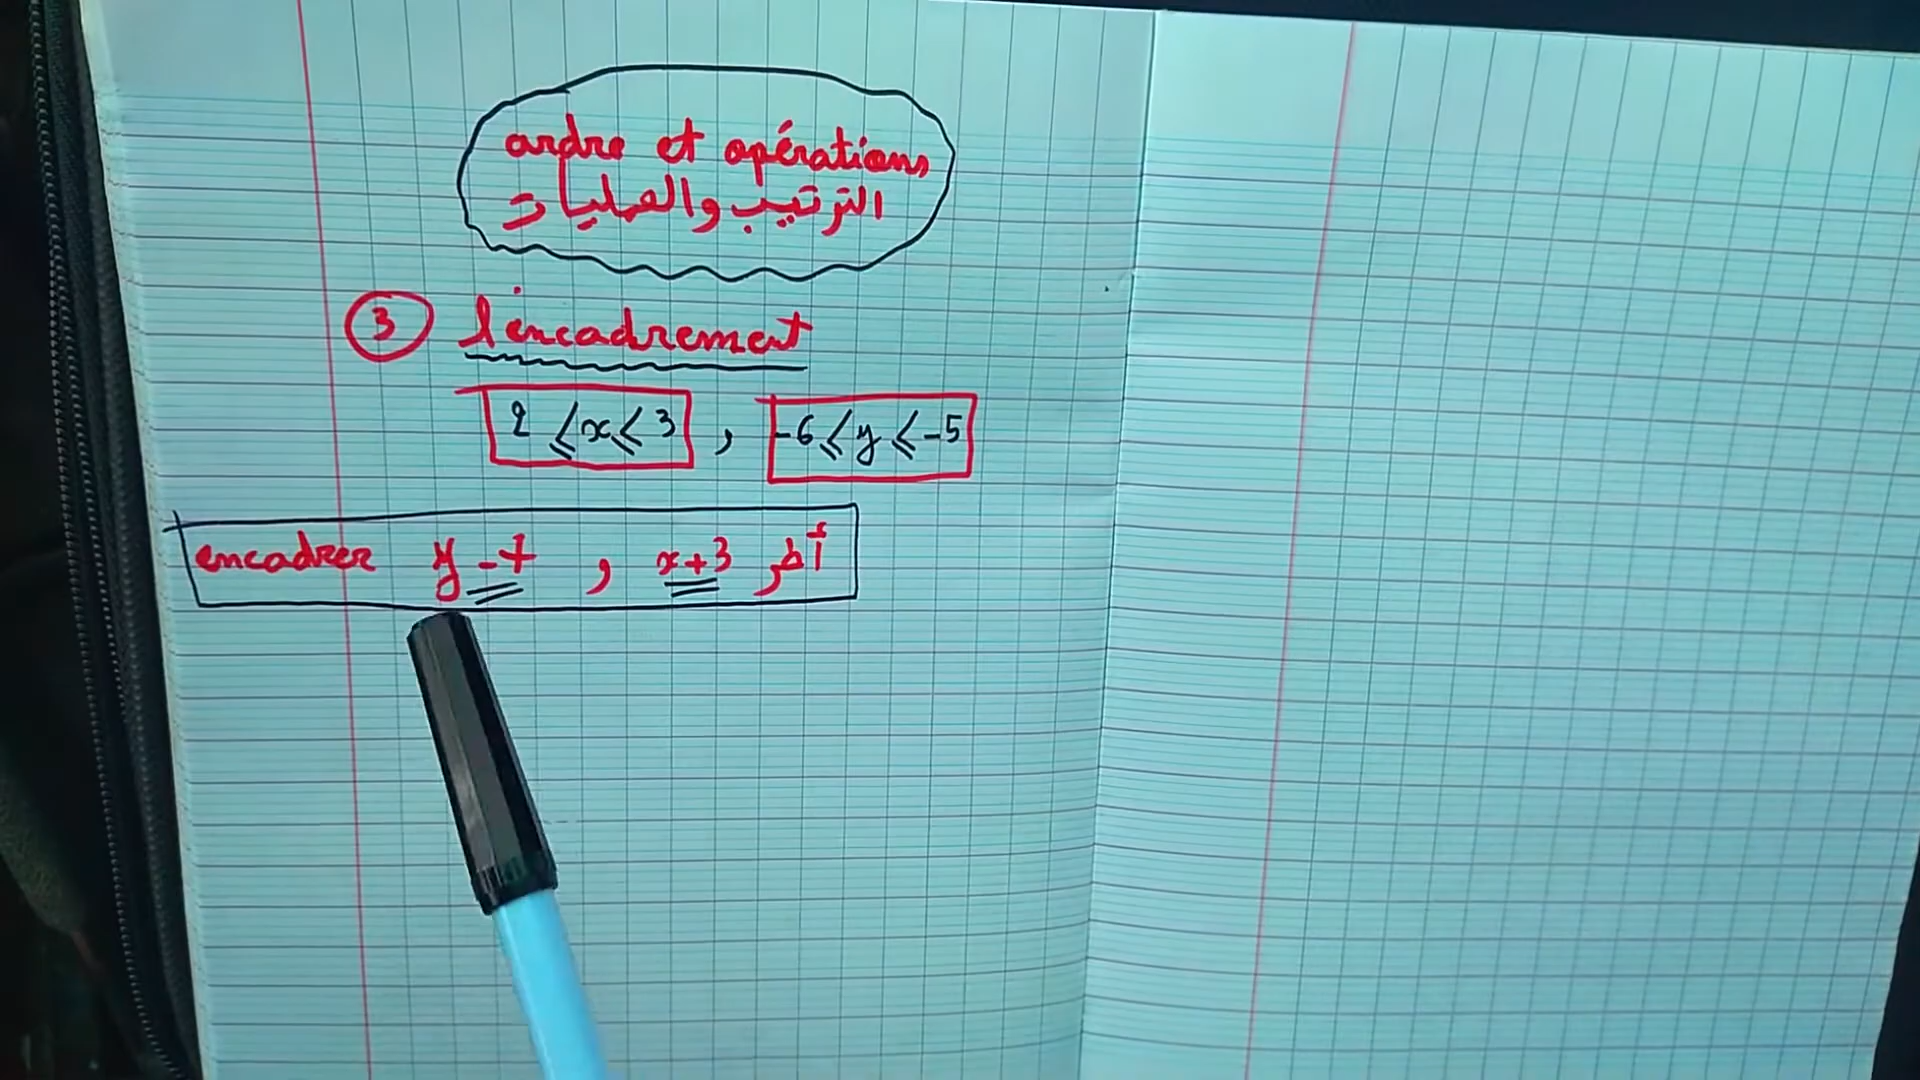 ordre et opérations
الترتيب والعمليات
3 l'encadrement
2 ≤ x ≤ 3 , -6 ≤ y ≤ -5
encadrer y - 7 , x + 3 أطر